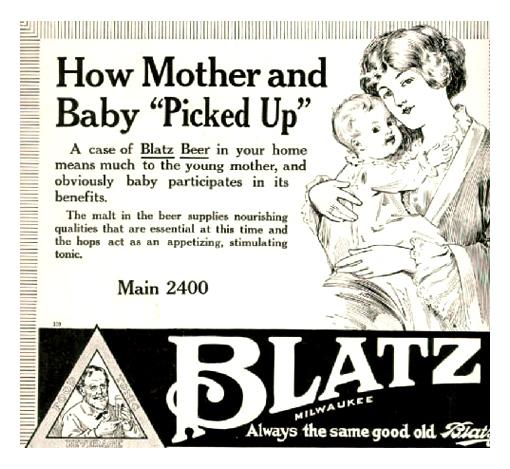 How Mother and
Baby “Picked Up”
A case of Blatz Beer in your home
means much to the young mother, and
obviously baby participates in its
benefits.
The malt in the beer supplies nourishing
qualities that are essential at this time and
the hops act as an appetizing, stimulating
tonic.
Main 2400
BLATZ
MILWAUKEE
Always the same good old Blatz
BEVERAGE